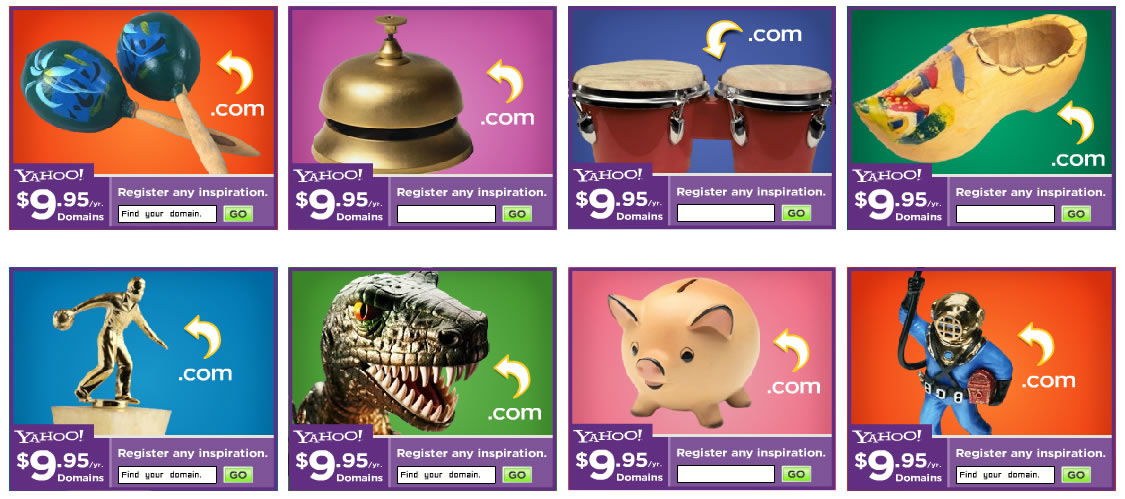 .com
YAHOO!
$9.95/yr.
Domains
Register any inspiration.
Find your domain.
GO
.com
YAHOO!
$9.95/yr.
Domains
Register any inspiration.
GO
.com
YAHOO!
$9.95/yr.
Domains
Register any inspiration.
GO
.com
YAHOO!
$9.95/yr.
Domains
Register any inspiration.
GO
.com
YAHOO!
$9.95/yr.
Domains
Register any inspiration.
Find your domain.
GO
.com
YAHOO!
$9.95/yr.
Domains
Register any inspiration.
Find your domain.
GO
.com
YAHOO!
$9.95/yr.
Domains
Register any inspiration.
GO
.com
YAHOO!
$9.95/yr.
Domains
Register any inspiration.
Find your domain.
GO